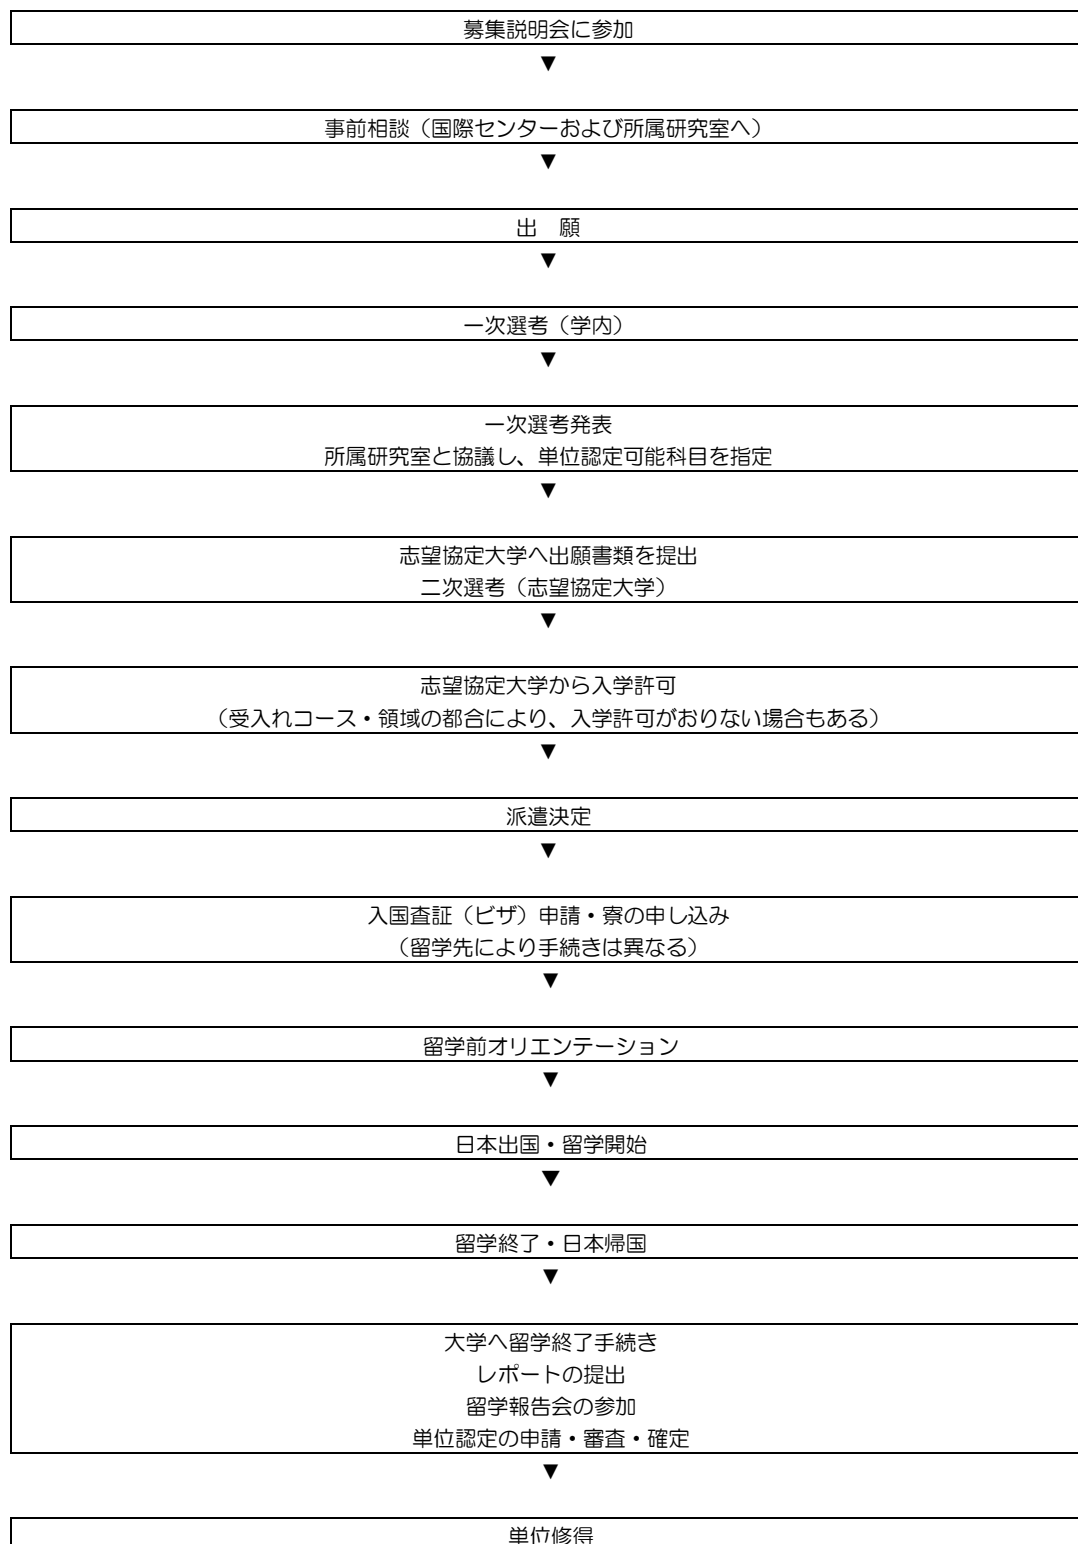 募集説明会に参加
▼
事前相談（国際センターおよび所属研究室へ）
▼
出　願
▼
一次選考（学内）
▼
一次選考発表
所属研究室と協議し、単位認定可能科目を指定
▼
志望協定大学へ出願書類を提出
二次選考（志望協定大学）
▼
志望協定大学から入学許可
（受入れコース・領域の都合により、入学許可がおりない場合もある）
▼
派遣決定
▼
入国査証（ビザ）申請・寮の申し込み
（留学先により手続きは異なる）
▼
留学前オリエンテーション
▼
日本出国・留学開始
▼
留学終了・日本帰国
▼
大学へ留学終了手続き
レポートの提出
留学報告会の参加
単位認定の申請・審査・確定
▼
単位修得